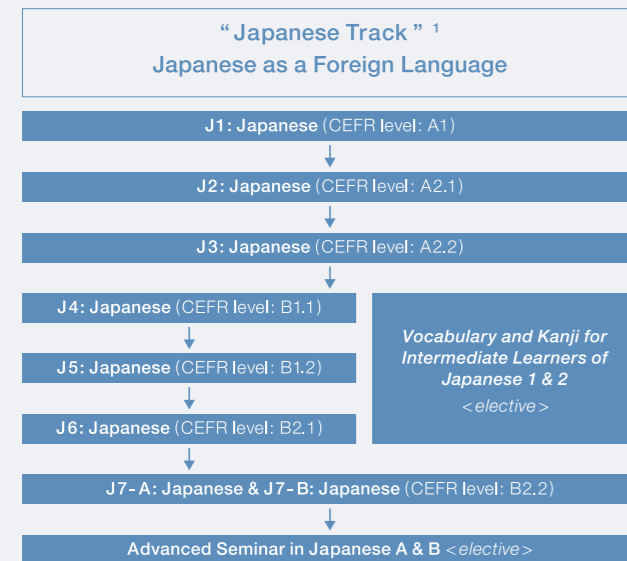 “ Japanese Track ” ¹
Japanese as a Foreign Language
J1: Japanese (CEFR level: A1)
J2: Japanese (CEFR level: A2.1)
J3: Japanese (CEFR level: A2.2)
J4: Japanese (CEFR level: B1.1)
J5: Japanese (CEFR level: B1.2)
J6: Japanese (CEFR level: B2.1)
Vocabulary and Kanji for
Intermediate Learners of
Japanese 1 & 2
<elective>
J7-A: Japanese & J7-B: Japanese (CEFR level: B2.2)
Advanced Seminar in Japanese A & B <elective>